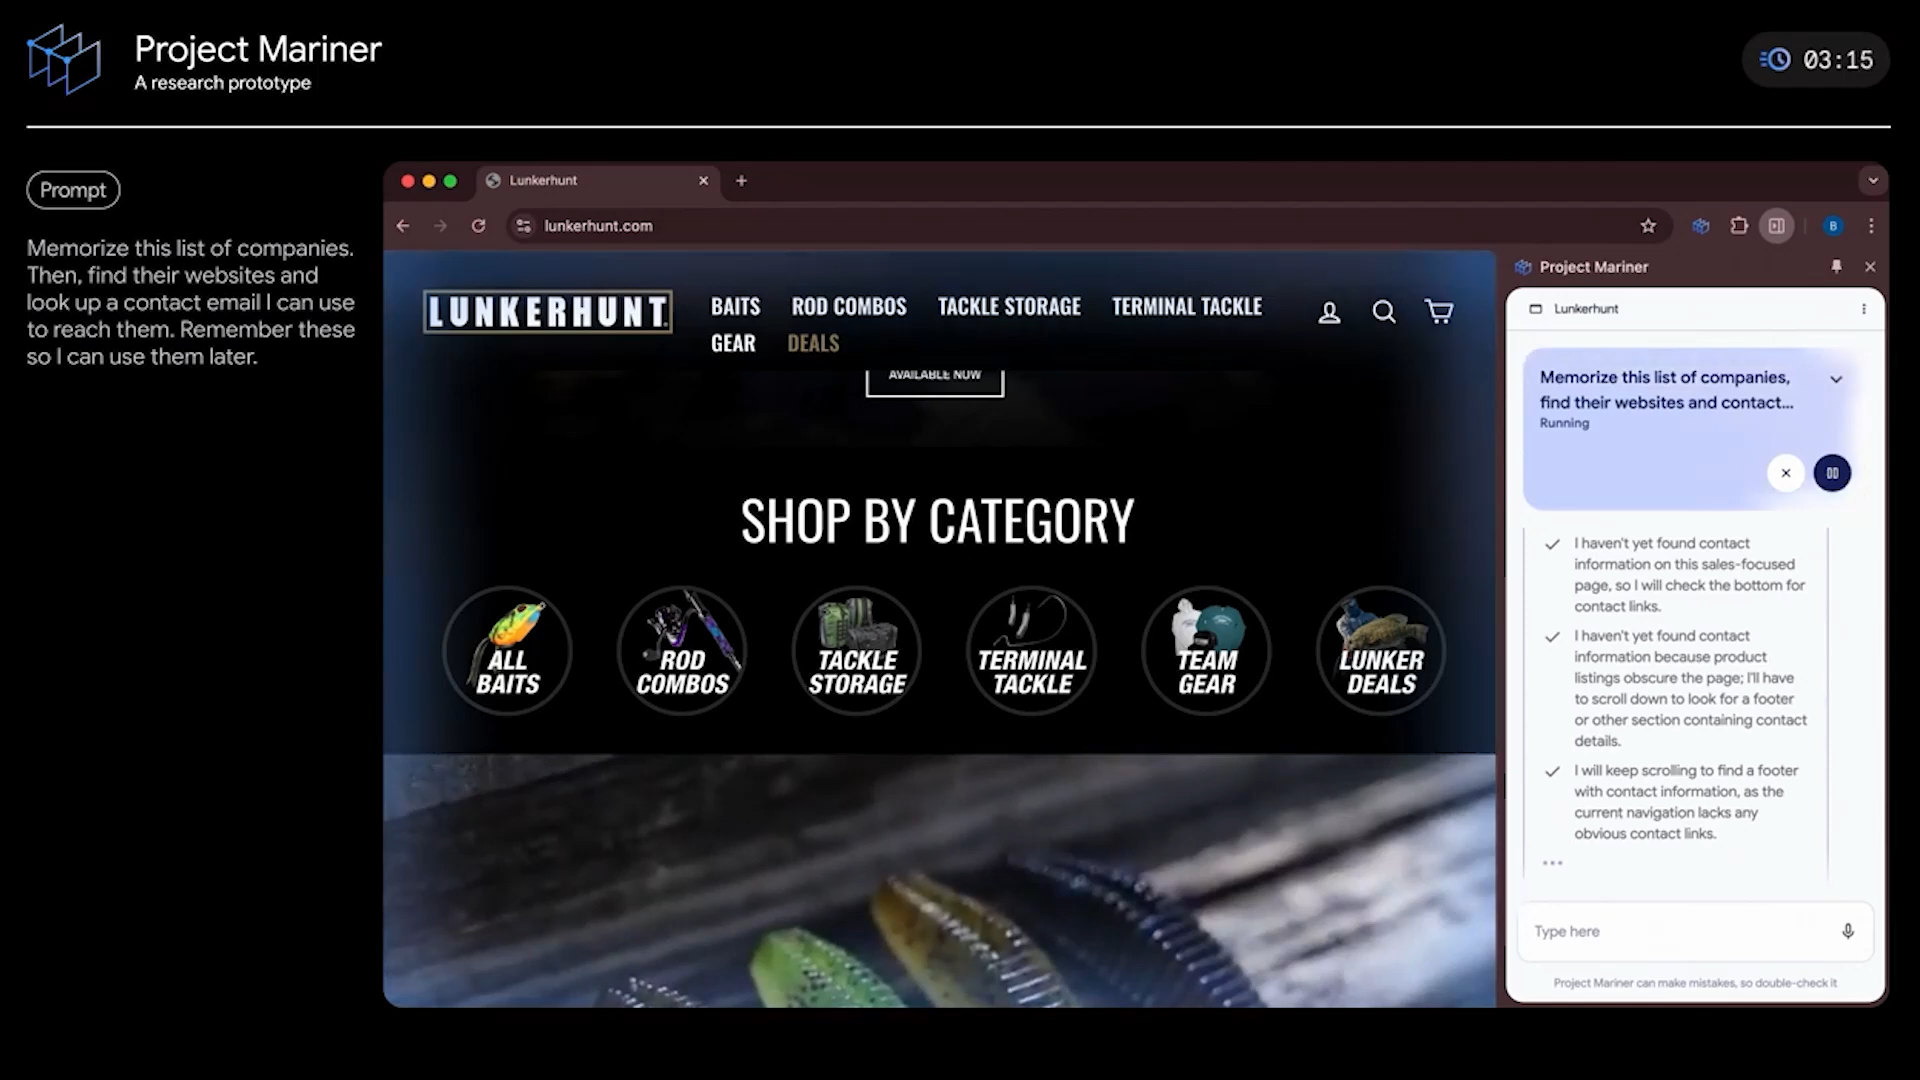 Project Mariner
A research prototype
03:15
Prompt
Memorize this list of companies.
Then, find their websites and
look up a contact email I can use
to reach them. Remember these
so I can use them later.
Lunkerhunt
lunkerhunt.com
B
LUNKERHUNT
BAITS ROD COMBOS TACKLE STORAGE TERMINAL TACKLE
GEAR DEALS
AVAILABLE NOW
SHOP BY CATEGORY
ALL
BAITS
ROD
COMBOS
TACKLE
STORAGE
TERMINAL
TACKLE
TEAM
GEAR
LUNKER
DEALS
Project Mariner
Lunkerhunt
Memorize this list of companies,
find their websites and contact...
Running
I haven't yet found contact
information on this sales-focused
page, so I will check the bottom for
contact links.
I haven't yet found contact
information because product
listings obscure the page; I'll have
to scroll down to look for a footer
or other section containing contact
details.
I will keep scrolling to find a footer
with contact information, as the
current navigation lacks any
obvious contact links.
Type here
Project Mariner can make mistakes, so double-check it